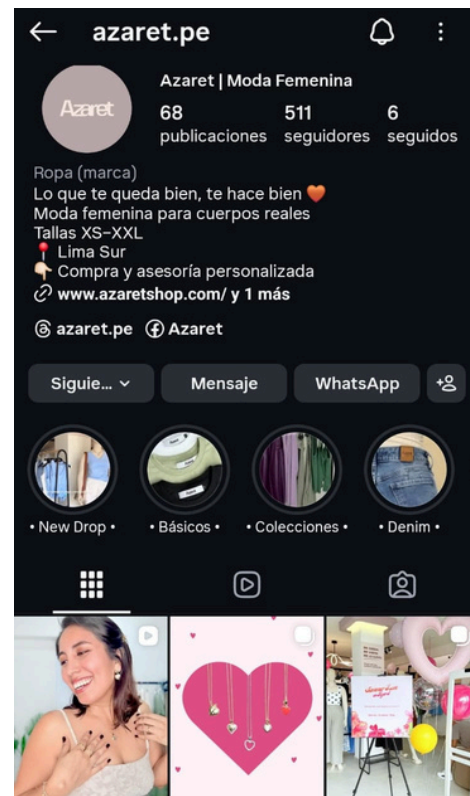 azaret.pe
Azaret
Azaret | Moda Femenina
68 511 6
publicaciones seguidores seguidos
Ropa (marca)
Lo que te queda bien, te hace bien 🧡
Moda femenina para cuerpos reales
Tallas XS–XXL
📍 Lima Sur
👇🏼 Compra y asesoría personalizada
www.azaretshop.com/ y 1 más
azaret.pe Azaret
Siguie... Mensaje WhatsApp
• New Drop • • Básicos • • Colecciones • • Denim •